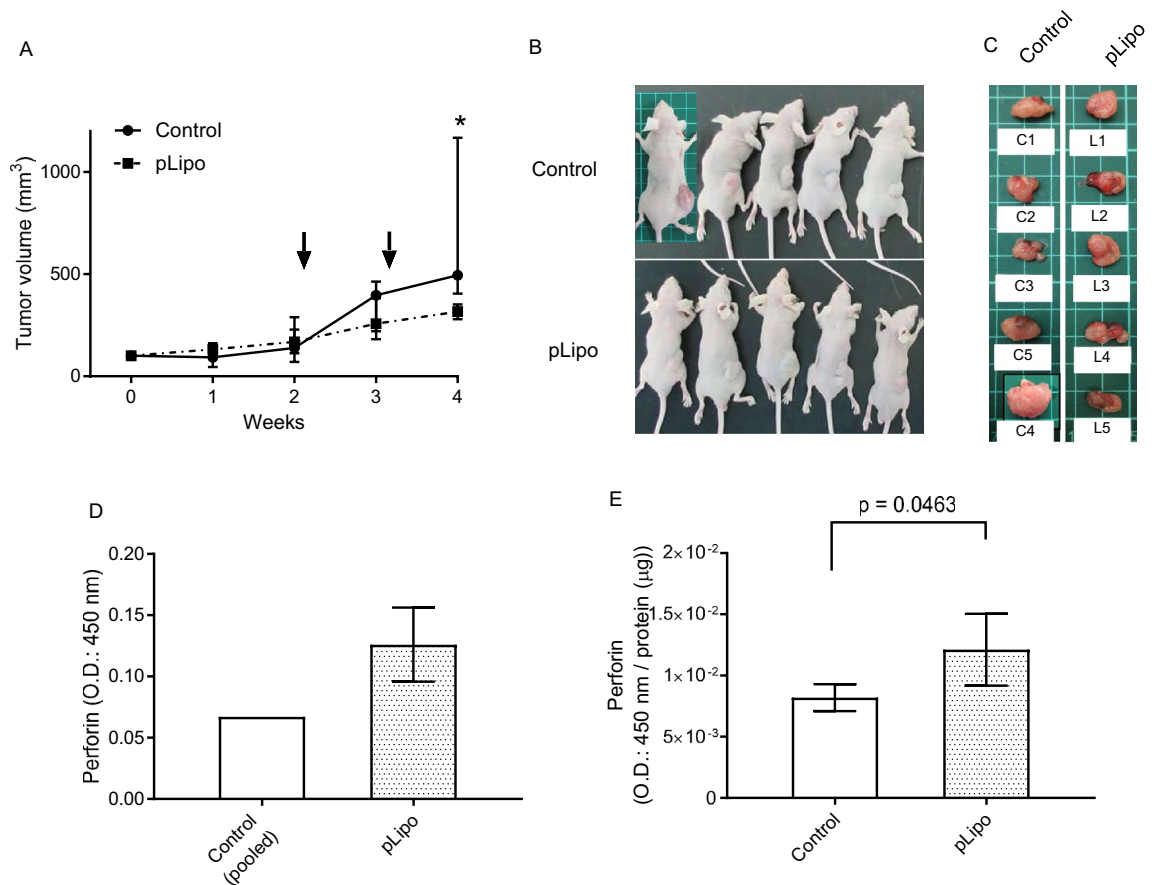 A
Control
pLipo
*
Tumor volume (mm³)
1000
500
0
0 1 2 3 4
Weeks
B
Control
pLipo
C
Control pLipo
C1 L1
C2 L2
C3 L3
C5 L4
C4 L5
D
Perforin (O.D.: 450 nm)
0.20
0.15
0.10
0.05
0.00
Control
(pooled)
pLipo
E
p = 0.0463
Perforin
(O.D.: 450 nm / protein (µg))
2×10⁻²
1.5×10⁻²
1×10⁻²
5×10⁻³
0
Control
pLipo